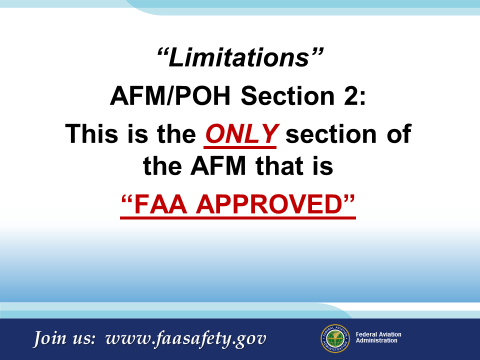 “Limitations”
AFM/POH Section 2:
This is the ONLY section of
the AFM that is
“FAA APPROVED”
Join us: www.faasafety.gov
Federal Aviation
Administration